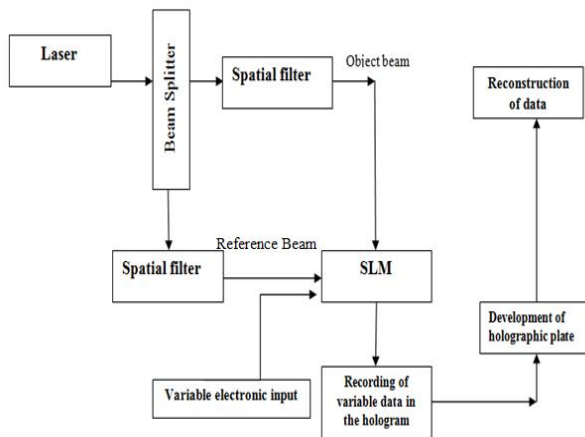 Laser
Beam Splitter
Spatial filter
Object beam
Reconstruction
of data
Reference Beam
Spatial filter
SLM
Development of
holographic plate
Variable electronic input
Recording of
variable data in
the hologram